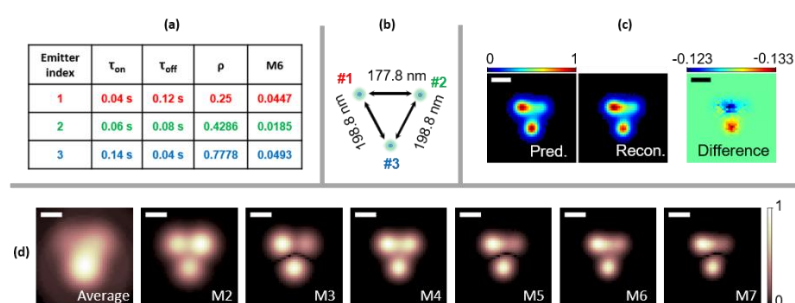 (a)
Emitter index τon τoff ρ M6
1 0.04 s 0.12 s 0.25 0.0447
2 0.06 s 0.08 s 0.4286 0.0185
3 0.14 s 0.04 s 0.7778 0.0493
(b)
#1 177.8 nm #2
198.8 nm 198.8 nm
#3
(c)
0 1 -0.123 -0.133
Pred. Recon. Difference
(d)
1
Average M2 M3 M4 M5 M6 M7
0